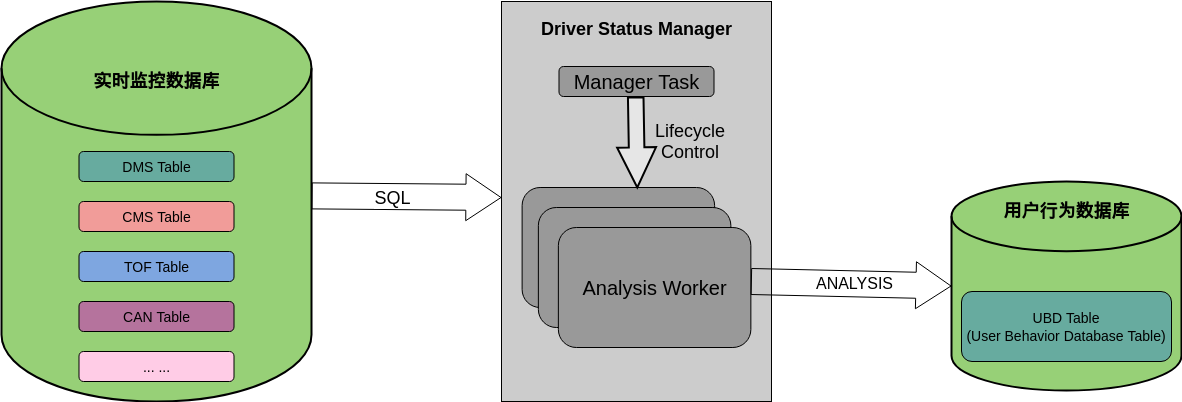 实时监控数据库
DMS Table
CMS Table
TOF Table
CAN Table
... ...
SQL
Driver Status Manager
Manager Task
Lifecycle
Control
Analysis Worker
ANALYSIS
用户行为数据库
UBD Table
(User Behavior Database Table)